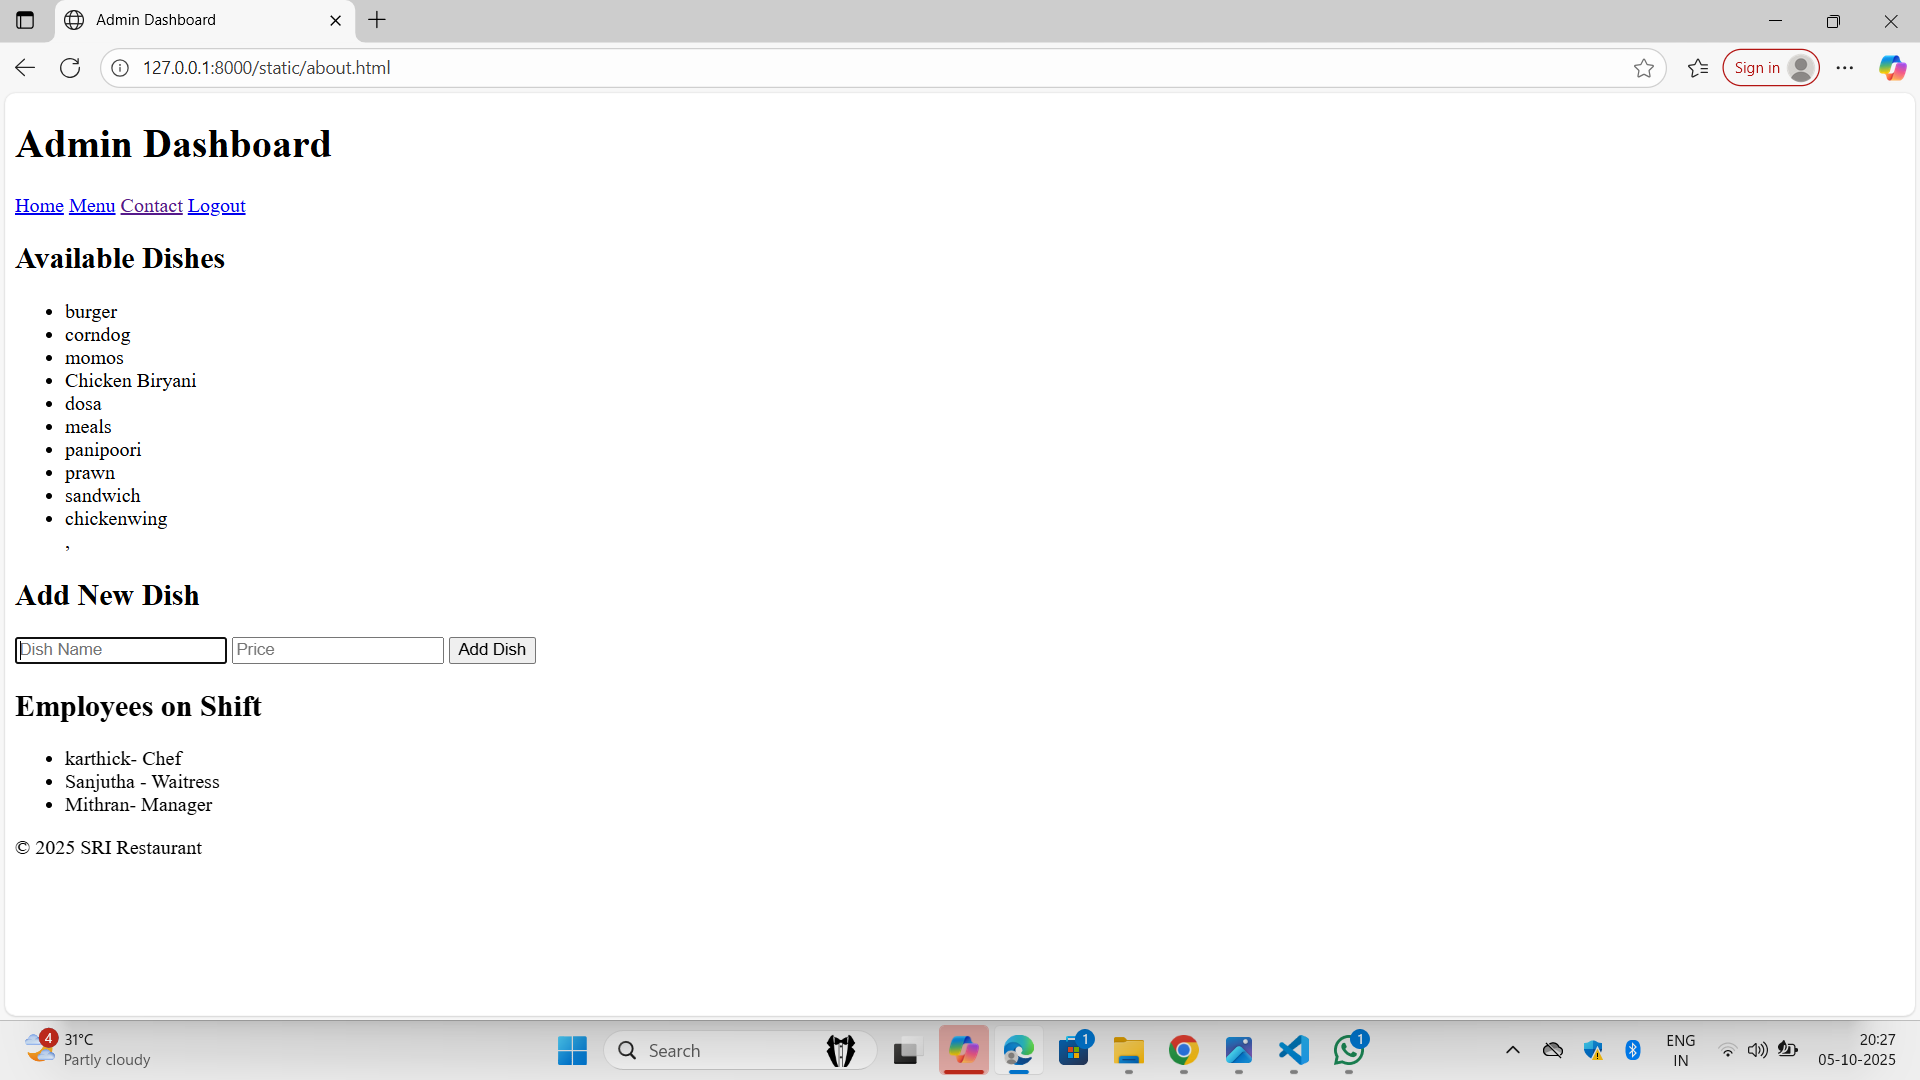 Admin Dashboard
127.0.0.1:8000/static/about.html
Sign in
Admin Dashboard
Home Menu Contact Logout
Available Dishes
burger
corndog
momos
Chicken Biryani
dosa
meals
panipoori
prawn
sandwich
chickenwing
,
Add New Dish
Dish Name Price Add Dish
Employees on Shift
karthick- Chef
Sanjutha - Waitress
Mithran- Manager
© 2025 SRI Restaurant
4
31°C
Partly cloudy
Search
1
1
ENG
IN
20:27
05-10-2025